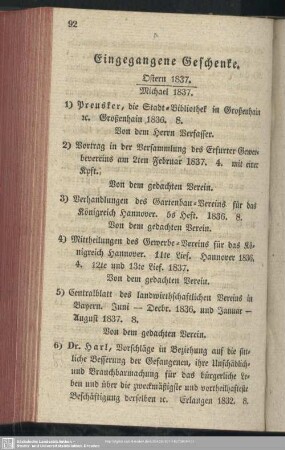 92
Eingegangene Geschenke.
Ostern 1837.
Michael 1837.
1) Preusker, die Stadt-Bibliothek in Großenhain
ꝛc. Großenhain 1836. 8.
Von dem Herrn Verfasser.
2) Vortrag in der Versammlung des Erfurter Gewer-
bevereins am 2ten Februar 1837. 4. mit einer
Kpft.
Von dem gedachten Verein.
3) Verhandlungen des Gartenbau-Vereins für das
Königreich Hannover. 5s Heft. 1836. 8.
Von dem gedachten Verein.
4) Mittheilungen des Gewerbe-Vereins für das Kö-
nigreich Hannover. 11te Lief. Hannover 1836,
4. 12te und 13te Lief. 1837.
Von dem gedachten Verein.
5) Centralblatt des landwirthschaftlichen Vereins in
Bayern. Juni — Decbr. 1836. und Januar —
August 1837. 8.
Von dem gedachten Verein.
6) Dr. Harl, Vorschläge in Beziehung auf die sitt-
liche Besserung der Gefangenen, ihre Unschädlich-
und Brauchbarmachung für das bürgerliche Le-
ben und über die zweckmäßigste und vortheilhafteste
Beschäftigung derselben ꝛc. Erlangen 1832. 8.